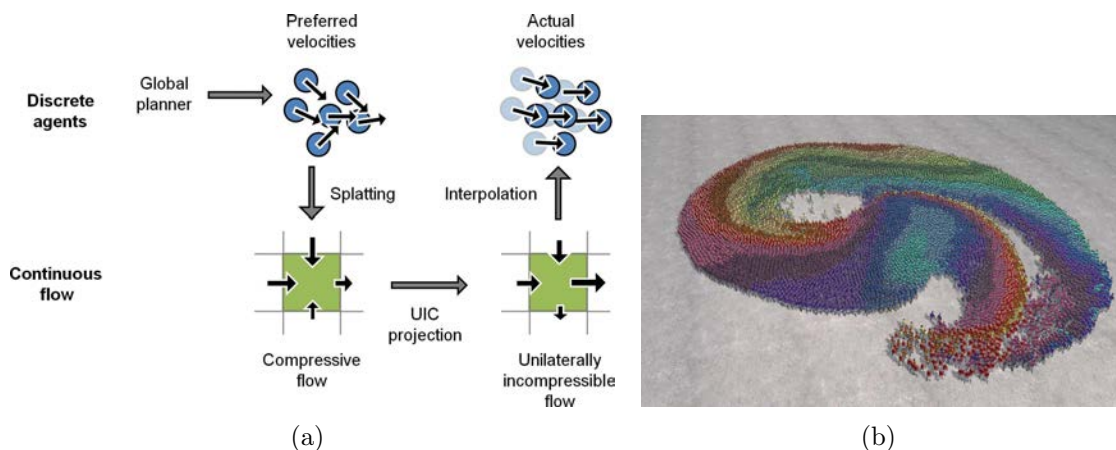 Preferred
velocities
Actual
velocities
Discrete
agents
Global
planner
Splatting
Interpolation
Continuous
flow
UIC
projection
Compressive
flow
Unilaterally
incompressible
flow
(a)
(b)